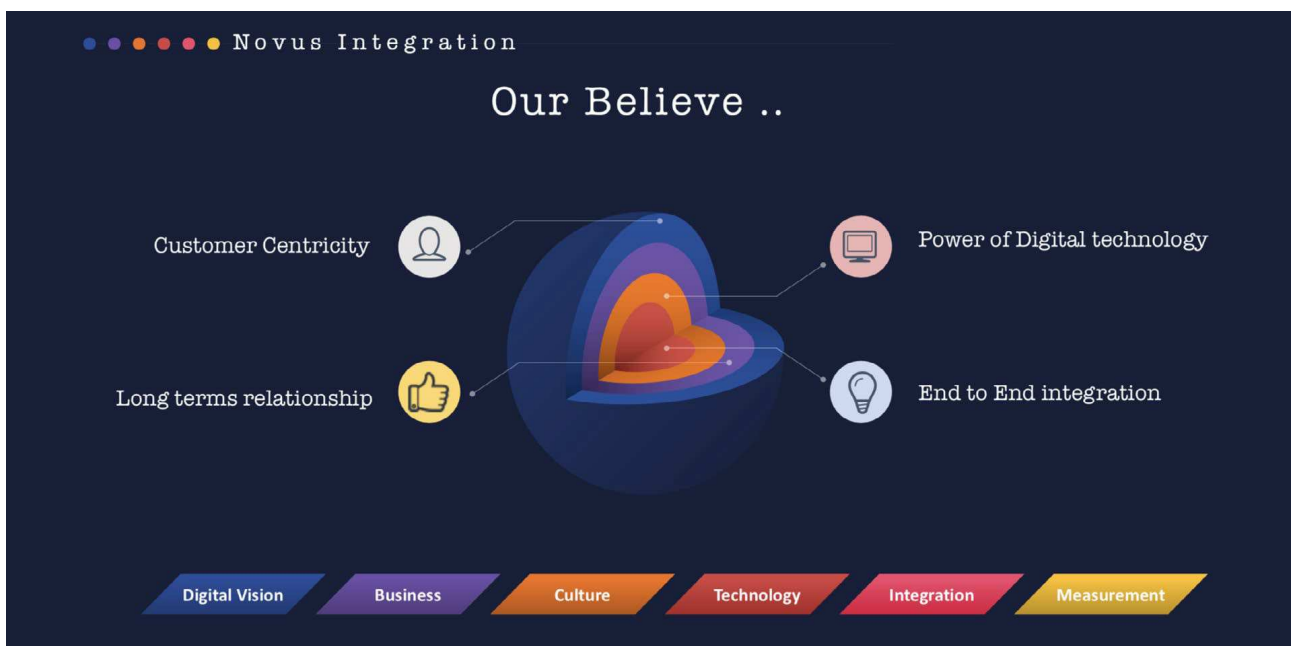 Novus Integration
Our Believe ..
Customer Centricity
Power of Digital technology
Long terms relationship
End to End integration
Digital Vision
Business
Culture
Technology
Integration
Measurement